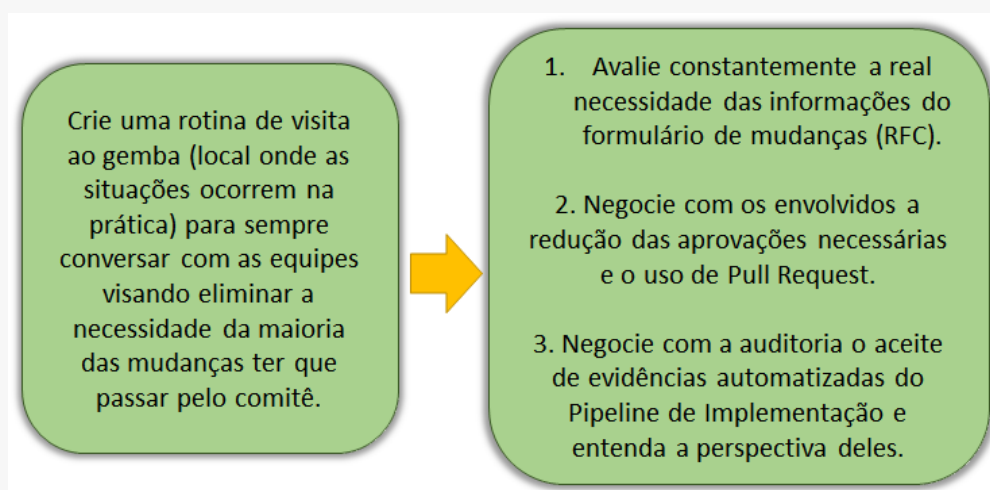 Crie uma rotina de visita
ao gemba (local onde as
situações ocorrem na
prática) para sempre
conversar com as equipes
visando eliminar a
necessidade da maioria
das mudanças ter que
passar pelo comitê.
1. Avalie constantemente a real
necessidade das informações do
formulário de mudanças (RFC).
2. Negocie com os envolvidos a
redução das aprovações necessárias
e o uso de Pull Request.
3. Negocie com a auditoria o aceite
de evidências automatizadas do
Pipeline de Implementação e
entenda a perspectiva deles.